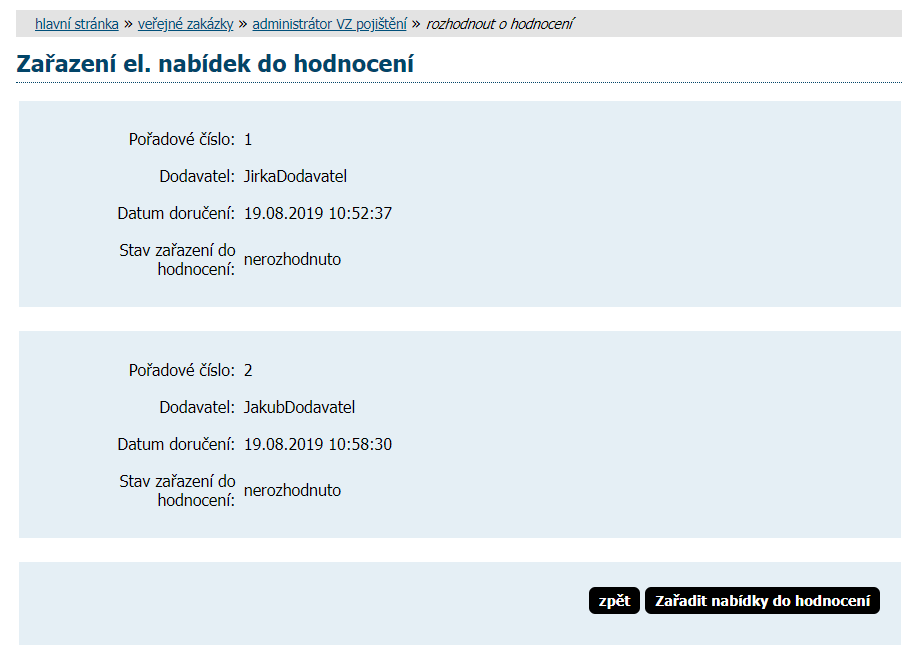 hlavní stránka » veřejné zakázky » administrátor VZ pojištění » rozhodnout o hodnocení
Zařazení el. nabídek do hodnocení
Pořadové číslo: 1
Dodavatel: JirkaDodavatel
Datum doručení: 19.08.2019 10:52:37
Stav zařazení do
hodnocení: nerozhodnuto
Pořadové číslo: 2
Dodavatel: JakubDodavatel
Datum doručení: 19.08.2019 10:58:30
Stav zařazení do
hodnocení: nerozhodnuto
zpět Zařadit nabídky do hodnocení